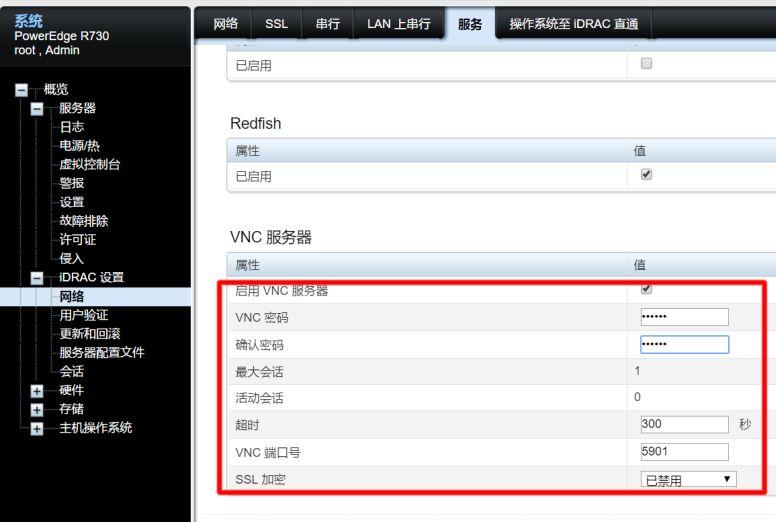 系统
PowerEdge R730
root , Admin
概览
服务器
日志
电源/热
虚拟控制台
警报
设置
故障排除
许可证
侵入
iDRAC 设置
网络
用户验证
更新和回滚
服务器配置文件
会话
硬件
存储
主机操作系统
网络 SSL 串行 LAN 上串行 服务 操作系统至 iDRAC 直通
已启用
Redfish
属性 值
已启用
VNC 服务器
属性 值
启用 VNC 服务器
VNC 密码 ••••••
确认密码 ••••••
最大会话 1
活动会话 0
超时 300 秒
VNC 端口号 5901
SSL 加密 已禁用